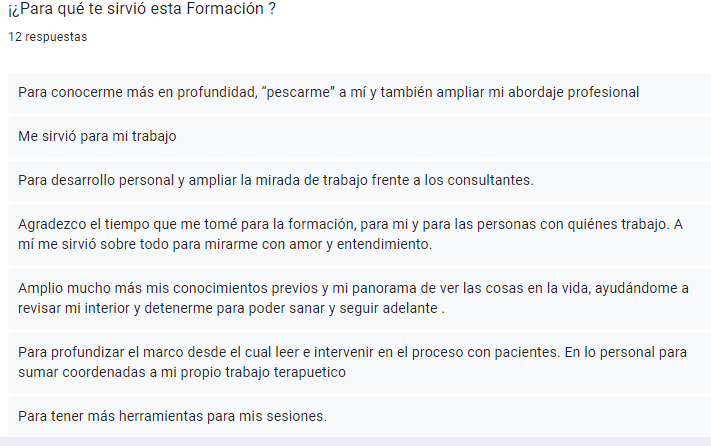 ¡¿Para qué te sirvió esta Formación ?
12 respuestas
Para conocerme más en profundidad, “pescarme” a mí y también ampliar mi abordaje profesional
Me sirvió para mi trabajo
Para desarrollo personal y ampliar la mirada de trabajo frente a los consultantes.
Agradezco el tiempo que me tomé para la formación, para mi y para las personas con quiénes trabajo. A
mí me sirvió sobre todo para mirarme con amor y entendimiento.
Amplio mucho más mis conocimientos previos y mi panorama de ver las cosas en la vida, ayudándome a
revisar mi interior y detenerme para poder sanar y seguir adelante .
Para profundizar el marco desde el cual leer e intervenir en el proceso con pacientes. En lo personal para
sumar coordenadas a mi propio trabajo terapuetico
Para tener más herramientas para mis sesiones.